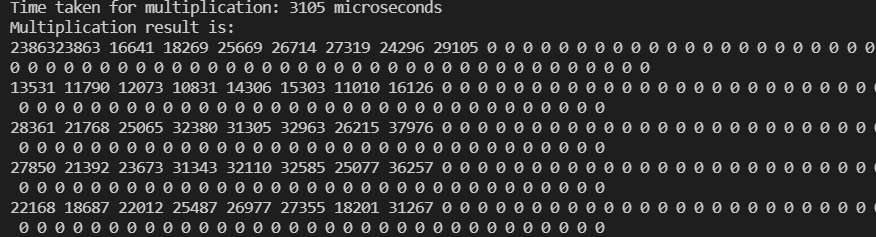 Time taken for multiplication: 3105 microseconds
Multiplication result is:
2386323863 16641 18269 25669 26714 27319 24296 29105 0 0 0 0 0 0 0 0 0 0 0 0 0 0 0 0 0 0 0 0 0 0
0 0 0 0 0 0 0 0 0 0 0 0 0 0 0 0 0 0 0 0 0 0 0 0 0 0 0 0 0 0 0 0 0 0 0 0
13531 11790 12073 10831 14306 15303 11010 16126 0 0 0 0 0 0 0 0 0 0 0 0 0 0 0 0 0 0 0 0 0 0 0 0 0
0 0 0 0 0 0 0 0 0 0 0 0 0 0 0 0 0 0 0 0 0 0 0 0 0 0 0 0 0 0 0 0 0
28361 21768 25065 32380 31305 32963 26215 37976 0 0 0 0 0 0 0 0 0 0 0 0 0 0 0 0 0 0 0 0 0 0 0 0 0
0 0 0 0 0 0 0 0 0 0 0 0 0 0 0 0 0 0 0 0 0 0 0 0 0 0 0 0 0 0 0 0 0
27850 21392 23673 31343 32110 32585 25077 36257 0 0 0 0 0 0 0 0 0 0 0 0 0 0 0 0 0 0 0 0 0 0 0 0 0
0 0 0 0 0 0 0 0 0 0 0 0 0 0 0 0 0 0 0 0 0 0 0 0 0 0 0 0 0 0 0 0 0
22168 18687 22012 25487 26977 27355 18201 31267 0 0 0 0 0 0 0 0 0 0 0 0 0 0 0 0 0 0 0 0 0 0 0 0 0
0 0 0 0 0 0 0 0 0 0 0 0 0 0 0 0 0 0 0 0 0 0 0 0 0 0 0 0 0 0 0 0 0